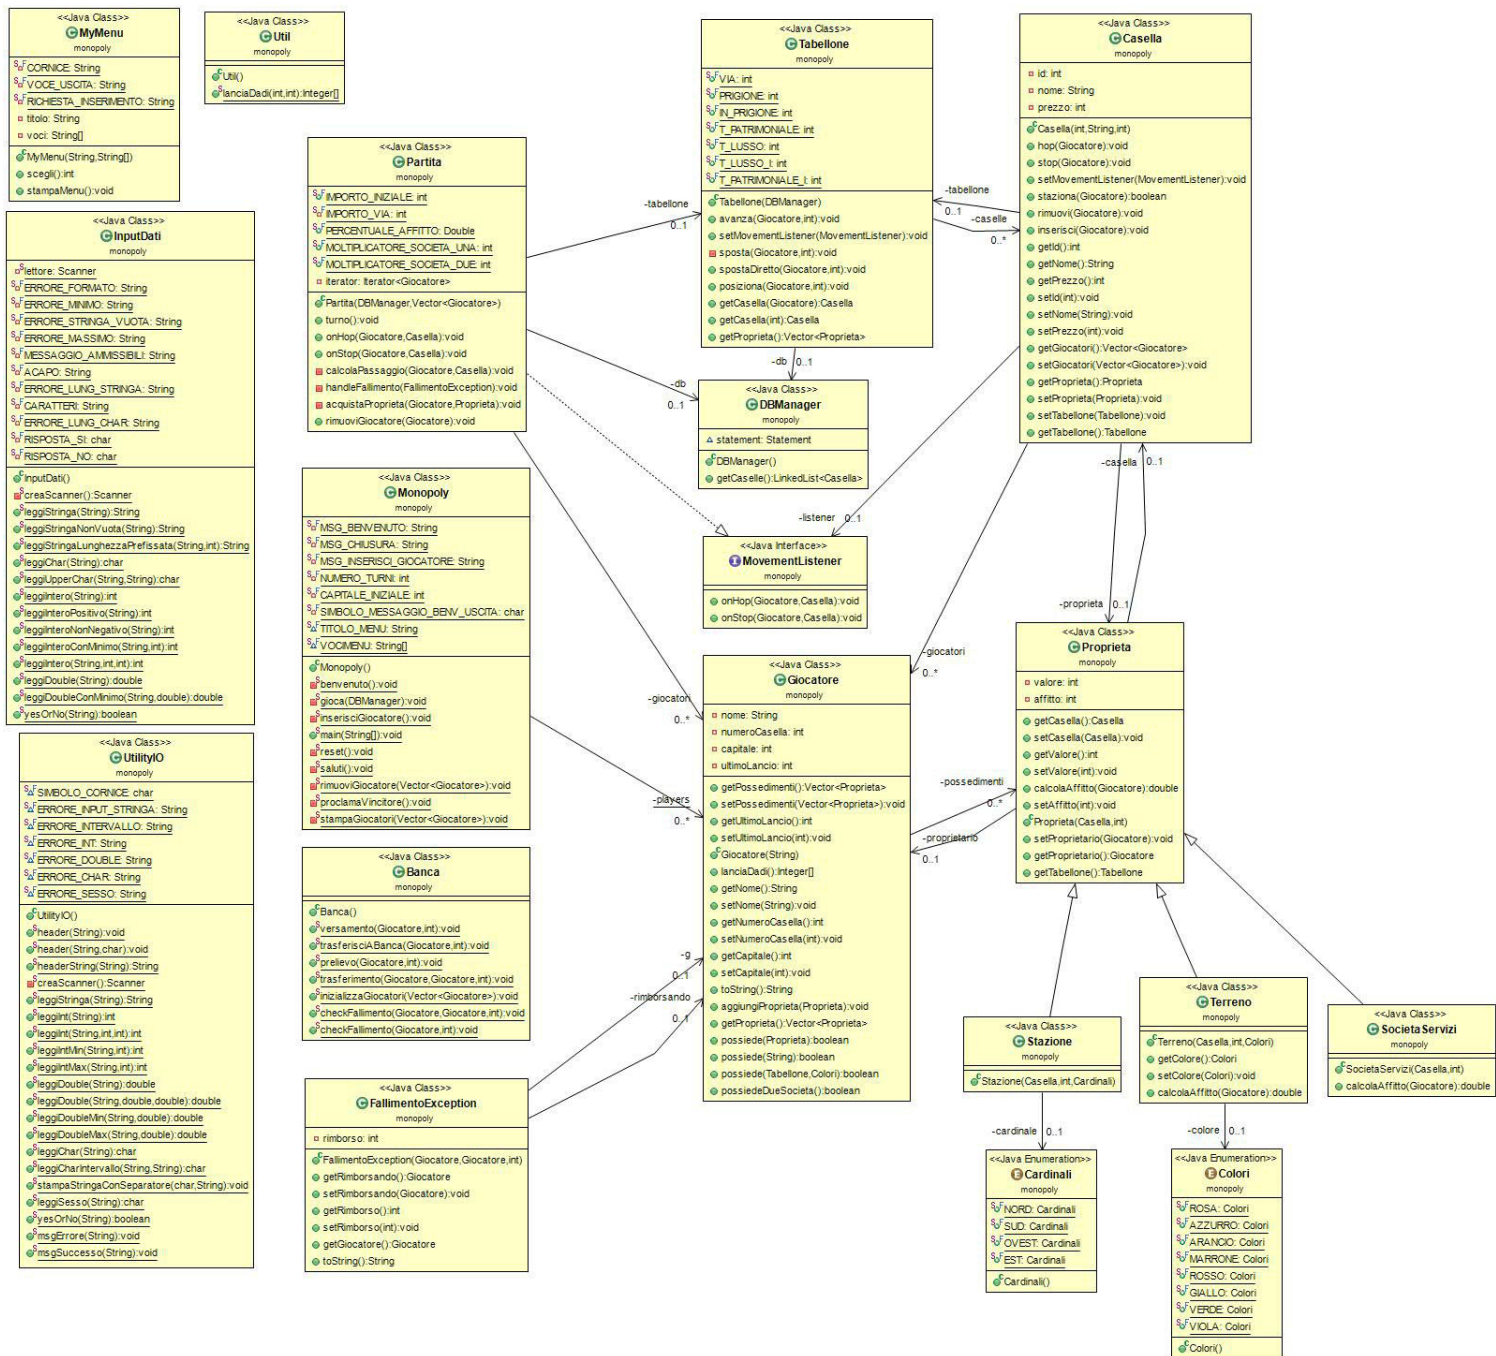 <<Java Class>>
MyMenu
monopoly
CORNICE: String
VOCE_USCITA: String
RICHIESTA_INSERIMENTO: String
titolo: String
voci: String[]
MyMenu(String,String[])
scegli():int
stampaMenu():void
<<Java Class>>
Util
monopoly
Util()
lanciaDadi(int,int):Integer[]
<<Java Class>>
InputDati
monopoly
lettore: Scanner
ERRORE_FORMATO: String
ERRORE_MINIMO: String
ERRORE_STRINGA_VUOTA: String
ERRORE_MASSIMO: String
MESSAGGIO_AMMISSIBILI: String
ACAPO: String
ERRORE_LUNG_STRINGA: String
CARATTERI: String
ERRORE_LUNG_CHAR: String
RISPOSTA_SI: char
RISPOSTA_NO: char
InputDati()
creaScanner():Scanner
leggiStringa(String):String
leggiStringaNonVuota(String):String
leggiStringaLunghezzaPrefissata(String,int):String
leggiChar(String):char
leggiUpperChar(String,String):char
leggiIntero(String):int
leggiInteroPositivo(String):int
leggiInteroNonNegativo(String):int
leggiInteroConMinimo(String,int):int
leggiIntero(String,int,int):int
leggiDouble(String):double
leggiDoubleConMinimo(String,double):double
yesOrNo(String):boolean
<<Java Class>>
UtilityIO
monopoly
SIMBOLO_CORNICE: char
ERRORE_INPUT_STRINGA: String
ERRORE_INTERVALLO: String
ERRORE_INT: String
ERRORE_DOUBLE: String
ERRORE_CHAR: String
ERRORE_SESSO: String
UtilityIO()
header(String):void
header(String,char):void
headerString(String):String
creaScanner():Scanner
leggiStringa(String):String
leggiInt(String):int
leggiInt(String,int,int):int
leggiIntMin(String,int):int
leggiIntMax(String,int):int
leggiDouble(String):double
leggiDouble(String,double,double):double
leggiDoubleMin(String,double):double
leggiDoubleMax(String,double):double
leggiChar(String):char
leggiCharIntervallo(String,String):char
stampaStringaConSeparatore(char,String):void
leggiSesso(String):char
yesOrNo(String):boolean
msgErrore(String):void
msgSuccesso(String):void
<<Java Class>>
Partita
monopoly
IMPORTO_INIZIALE: int
IMPORTO_VIA: int
PERCENTUALE_AFFITTO: Double
MOLTIPLICATORE_SOCIETA_UNA: int
MOLTIPLICATORE_SOCIETA_DUE: int
iterator: Iterator<Giocatore>
Partita(DBManager,Vector<Giocatore>)
turno():void
onHop(Giocatore,Casella):void
onStop(Giocatore,Casella):void
calcolaPassaggio(Giocatore,Casella):void
handleFallimento(FallimentoException):void
acquistaProprieta(Giocatore,Proprieta):void
rimuoviGiocatore(Giocatore):void
<<Java Class>>
Monopoly
monopoly
MSG_BENVENUTO: String
MSG_CHIUSURA: String
MSG_INSERISCI_GIOCATORE: String
NUMERO_TURNI: int
CAPITALE_INIZIALE: int
SIMBOLO_MESSAGGIO_BENV_USCITA: char
TITOLO_MENU: String
VOCIMENU: String[]
Monopoly()
benvenuto():void
gioca(DBManager):void
inserisciGiocatore():void
main(String[]):void
reset():void
saluti():void
rimuoviGiocatore(Vector<Giocatore>):void
proclamaVincitore():void
stampaGiocatori(Vector<Giocatore>):void
<<Java Class>>
Banca
monopoly
Banca()
versamento(Giocatore,int):void
trasferisciABanca(Giocatore,int):void
prelievo(Giocatore,int):void
trasferimento(Giocatore,Giocatore,int):void
inizializzaGiocatori(Vector<Giocatore>):void
checkFallimento(Giocatore,Giocatore,int):void
checkFallimento(Giocatore,int):void
<<Java Class>>
FallimentoException
monopoly
rimborso: int
FallimentoException(Giocatore,Giocatore,int)
getRimborsando():Giocatore
setRimborsando(Giocatore):void
getRimborso():int
setRimborso(int):void
getGiocatore():Giocatore
toString():String
<<Java Class>>
Tabellone
monopoly
VIA: int
PRIGIONE: int
IN_PRIGIONE: int
T_PATRIMONIALE: int
T_LUSSO: int
T_LUSSO_I: int
T_PATRIMONIALE_I: int
Tabellone(DBManager)
avanza(Giocatore,int):void
setMovementListener(MovementListener):void
sposta(Giocatore,int):void
spostaDiretto(Giocatore,int):void
posiziona(Giocatore,int):void
getCasella(Giocatore):Casella
getCasella(int):Casella
getProprieta():Vector<Proprieta>
-tabellone
0..1
-db
0..1
-db 0..1
<<Java Class>>
DBManager
monopoly
statement: Statement
DBManager()
getCaselle():LinkedList<Casella>
-listener 0..1
<<Java Interface>>
MovementListener
monopoly
onHop(Giocatore,Casella):void
onStop(Giocatore,Casella):void
<<Java Class>>
Giocatore
monopoly
nome: String
numeroCasella: int
capitale: int
ultimoLancio: int
getPossedimenti():Vector<Proprieta>
setPossedimenti(Vector<Proprieta>):void
getUltimoLancio():int
setUltimoLancio(int):void
Giocatore(String)
lanciaDadi():Integer[]
getNome():String
setNome(String):void
getNumeroCasella():int
setNumeroCasella(int):void
getCapitale():int
setCapitale(int):void
toString():String
aggiungiProprieta(Proprieta):void
getProprieta():Vector<Proprieta>
possiede(Proprieta):boolean
possiede(String):boolean
possiede(Tabellone,Colori):boolean
possiedeDueSocieta():boolean
-giocatori
0..*
-players
0..*
-g
0..1
-rimborsando
0..1
<<Java Class>>
Casella
monopoly
id: int
nome: String
prezzo: int
Casella(int,String,int)
hop(Giocatore):void
stop(Giocatore):void
setMovementListener(MovementListener):void
staziona(Giocatore):boolean
rimuovi(Giocatore):void
inserisci(Giocatore):void
getId():int
getNome():String
getPrezzo():int
setId(int):void
setNome(String):void
setPrezzo(int):void
getGiocatori():Vector<Giocatore>
setGiocatori(Vector<Giocatore>):void
getProprieta():Proprieta
setProprieta(Proprieta):void
setTabellone(Tabellone):void
getTabellone():Tabellone
-tabellone
0..1
-caselle
0..*
-casella 0..1
-proprieta 0..1
-giocatori
0..*
<<Java Class>>
Proprieta
monopoly
valore: int
affitto: int
getCasella():Casella
setCasella(Casella):void
getValore():int
setValore(int):void
calcolaAffitto(Giocatore):double
setAffitto(int):void
Proprieta(Casella,int)
setProprietario(Giocatore):void
getProprietario():Giocatore
getTabellone():Tabellone
-possedimenti
0..*
-proprietario
0..1
<<Java Class>>
Stazione
monopoly
Stazione(Casella,int,Cardinali)
<<Java Class>>
Terreno
monopoly
Terreno(Casella,int,Colori)
getColore():Colori
setColore(Colori):void
calcolaAffitto(Giocatore):double
<<Java Class>>
SocietaServizi
monopoly
SocietaServizi(Casella,int)
calcolaAffitto(Giocatore):double
-cardinale 0..1
-colore 0..1
<<Java Enumeration>>
Cardinali
monopoly
NORD: Cardinali
SUD: Cardinali
OVEST: Cardinali
EST: Cardinali
Cardinali()
<<Java Enumeration>>
Colori
monopoly
ROSA: Colori
AZZURRO: Colori
ARANCIO: Colori
MARRONE: Colori
ROSSO: Colori
GIALLO: Colori
VERDE: Colori
VIOLA: Colori
Colori()